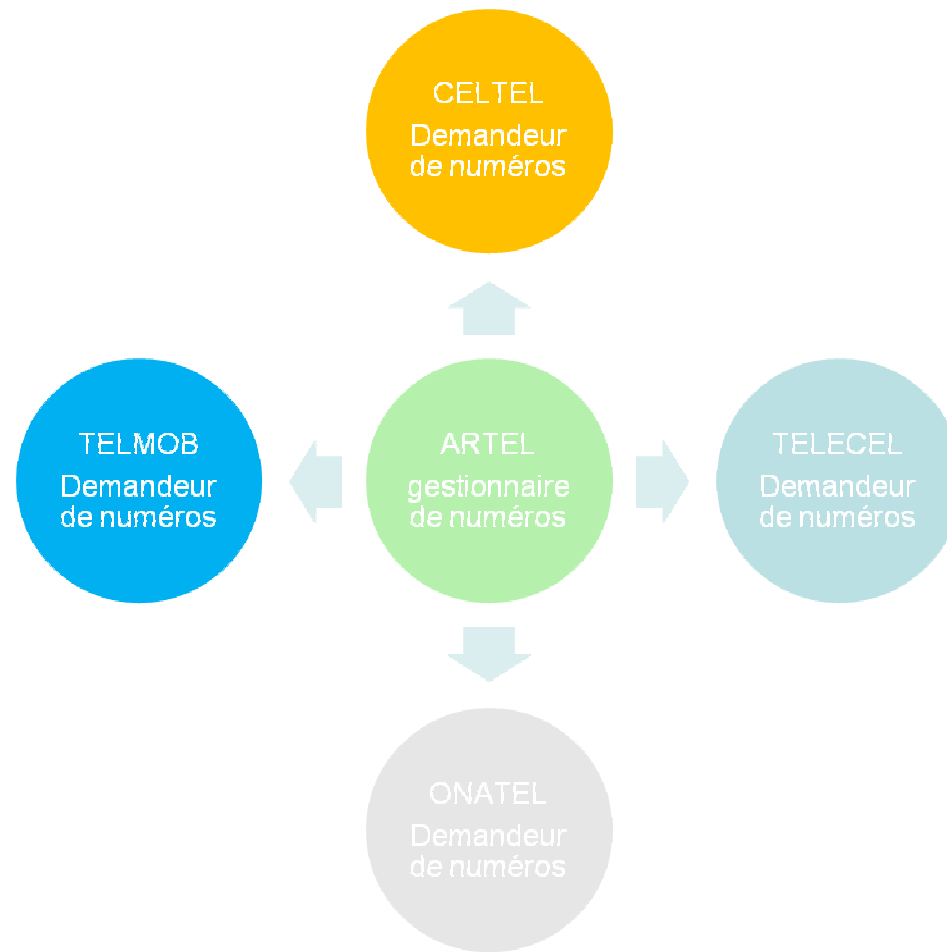 CELTEL
Demandeur
de numéros
TELMOB
Demandeur
de numéros
ARTEL
gestionnaire
de numéros
TELECEL
Demandeur
de numéros
ONATEL
Demandeur
de numéros